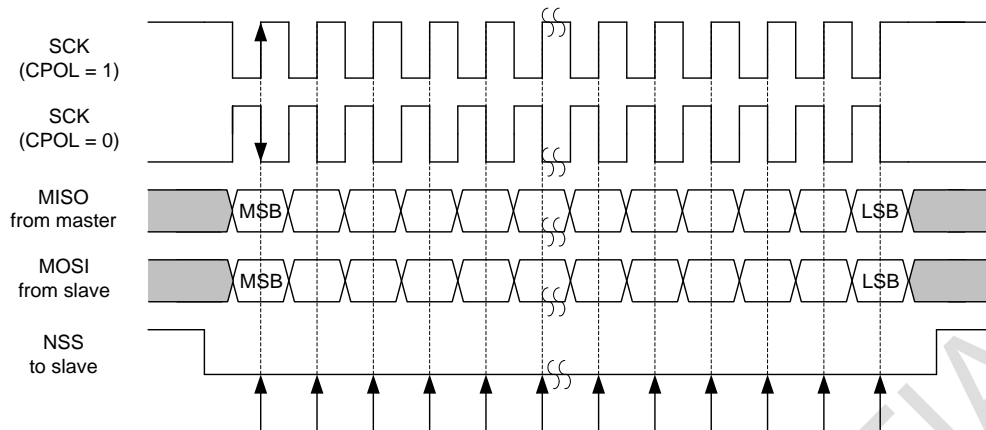 SCK
(CPOL = 1)
SCK
(CPOL = 0)
MISO
from master
MSB
LSB
MOSI
from slave
MSB
LSB
NSS
to slave